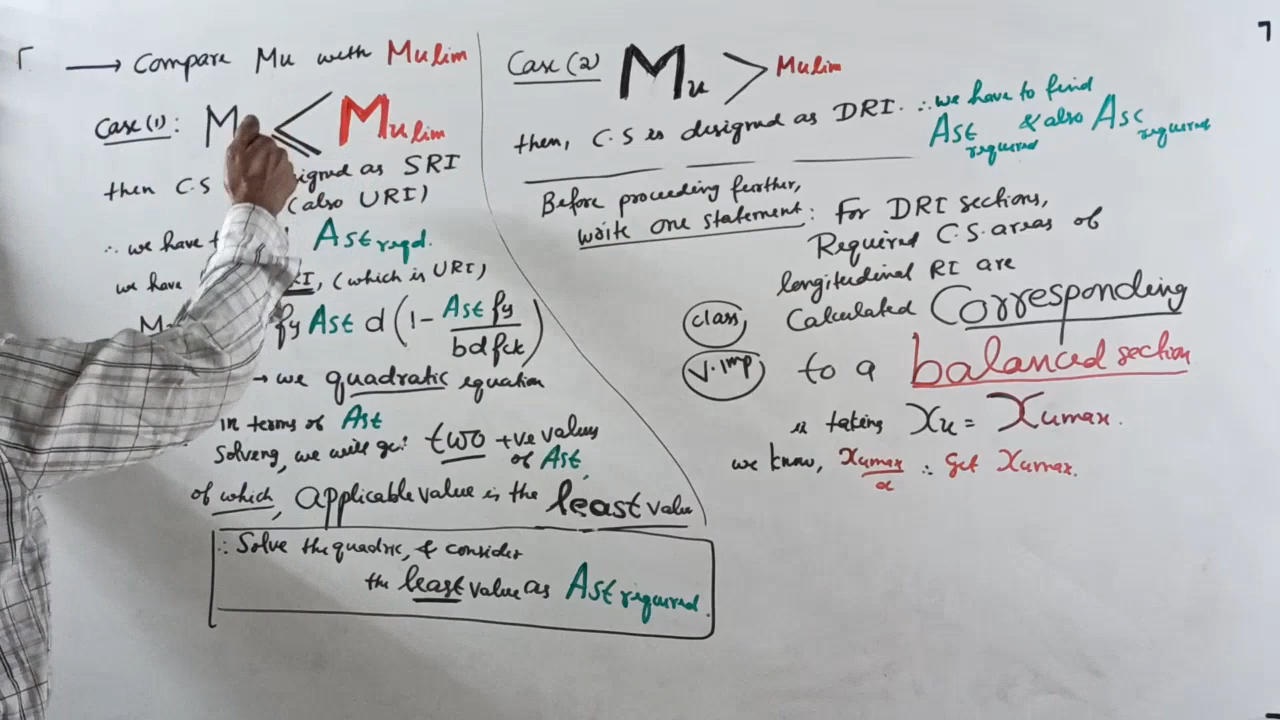 → Compare Mu with Mulim
Case (1): M ≤ Mulim
then C.S igned as SRI
(also URI)
∴ we have t Ast reqd.
we have RI, (which is URI)
fy Ast d (1 - Ast fy / bd fck)
→ we quadratic equation
in terms of Ast
Solving, we will get two +ve values
of Ast
of which, applicable value is the least value
∴ Solve the quadric, & consider
the least value as Ast required.
Case (2) Mu > Mulim
then, C.S is designed as DRI. ∴ we have to find
Ast required & also Asc required
Before proceeding further,
write one statement: For DRI sections,
Required C.S. areas of
longitudinal RI are
class, Calculated Corresponding
V.imp to a balanced section
is taking xu = xumax.
we know, xumax / d ∴ get xumax.
7